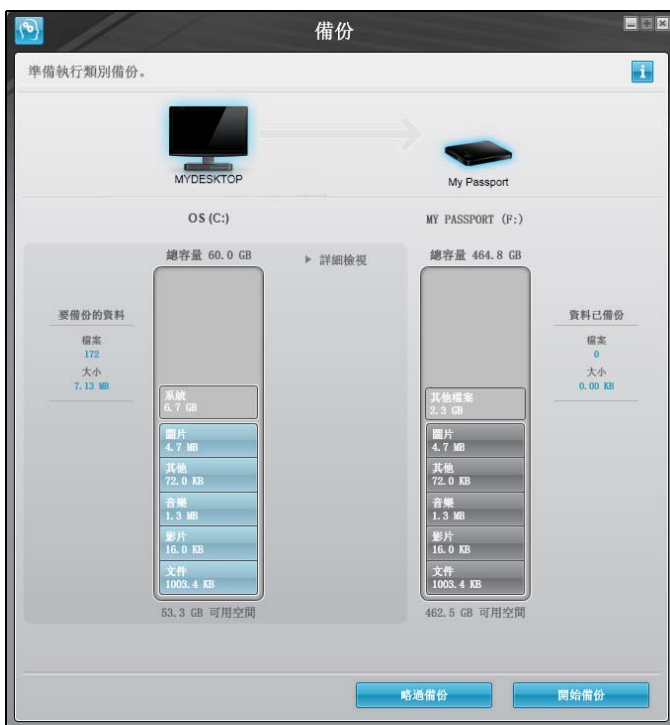 備份
準備執行類別備份。
MYDESKTOP
My Passport
OS (C:)
MY PASSPORT (F:)
總容量 60.0 GB
詳細檢視
總容量 464.8 GB
要備份的資料
檔案
172
大小
7.13 MB
系統
6.7 GB
圖片
4.7 MB
其他
72.0 KB
音樂
1.3 MB
影片
16.0 KB
文件
1003.4 KB
53.3 GB 可用空間
其他檔案
2.3 GB
圖片
4.7 MB
其他
72.0 KB
音樂
1.3 MB
影片
16.0 KB
文件
1003.4 KB
462.5 GB 可用空間
資料已備份
檔案
0
大小
0.00 KB
略過備份
開始備份